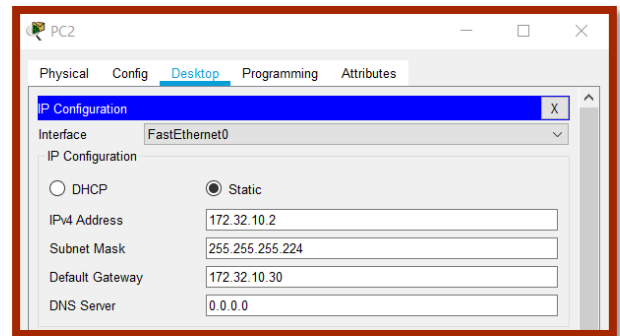 PC2
Physical Config Desktop Programming Attributes
IP Configuration X
Interface FastEthernet0
IP Configuration
DHCP Static
IPv4 Address 172.32.10.2
Subnet Mask 255.255.255.224
Default Gateway 172.32.10.30
DNS Server 0.0.0.0